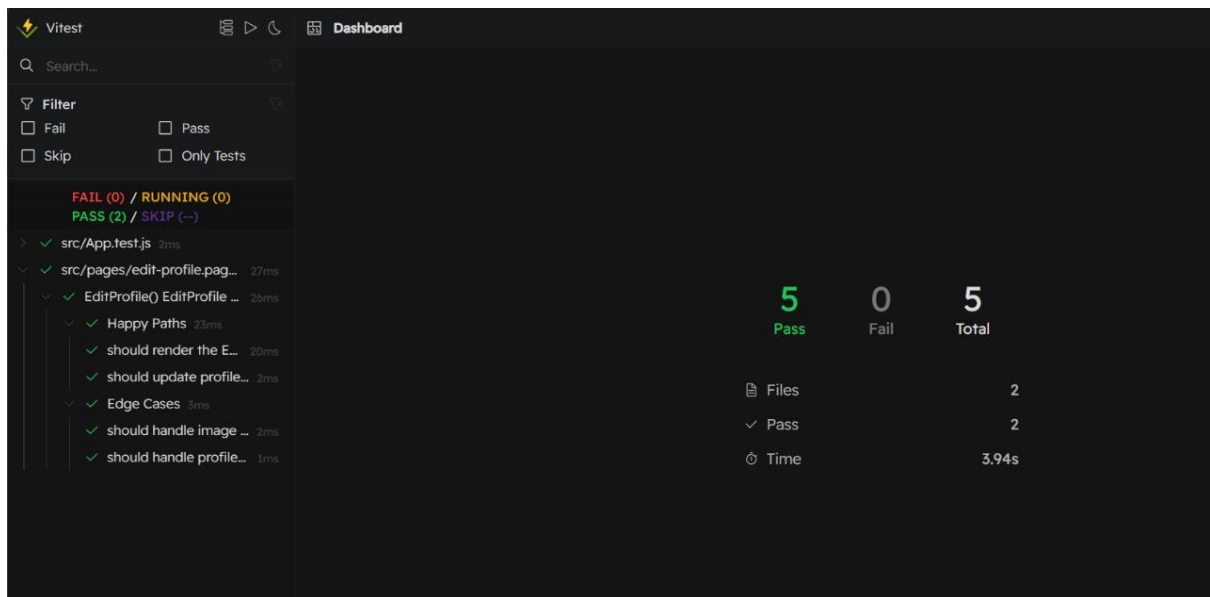 Vitest
Search...
Filter
Fail
Pass
Skip
Only Tests
FAIL (0) / RUNNING (0)
PASS (2) / SKIP (--)
src/App.test.js 2ms
src/pages/edit-profile.pag... 27ms
EditProfile() EditProfile ... 26ms
Happy Paths 23ms
should render the E... 20ms
should update profile... 2ms
Edge Cases 3ms
should handle image ... 2ms
should handle profile... 1ms
Dashboard
5 0 5
Pass Fail Total
Files 2
Pass 2
Time 3.94s